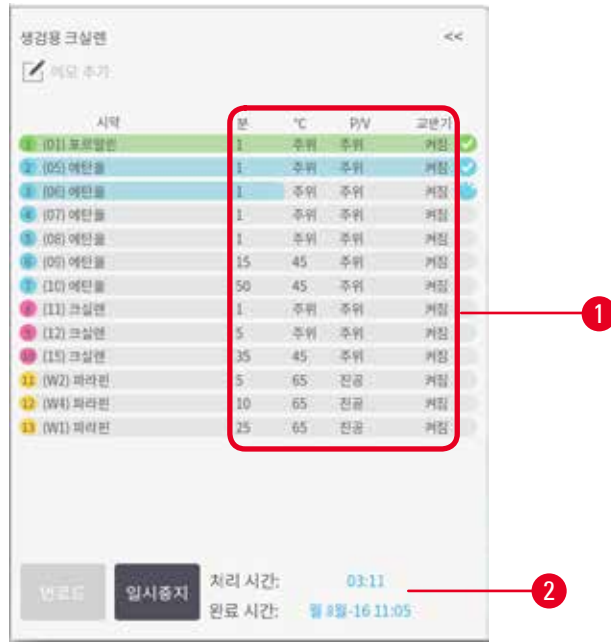 생검용 크실렌 <<
메모 추가
시약 분 °C P/V 교반기
1 (01) 포르말린 1 주위 주위 켜짐
2 (05) 에탄올 1 주위 주위 켜짐
3 (06) 에탄올 1 주위 주위 켜짐
4 (07) 에탄올 1 주위 주위 켜짐
5 (08) 에탄올 1 주위 주위 켜짐
6 (09) 에탄올 15 45 주위 켜짐
7 (10) 에탄올 50 45 주위 켜짐
8 (11) 크실렌 1 주위 주위 켜짐
9 (12) 크실렌 5 주위 주위 켜짐
10 (15) 크실렌 35 45 주위 켜짐
11 (W2) 파라핀 5 65 진공 켜짐
12 (W4) 파라핀 10 65 진공 켜짐
13 (W1) 파라핀 25 65 진공 켜짐
1
언로드 일시중지 처리 시간: 03:11
완료 시간: 월 8월-16 11:05
2